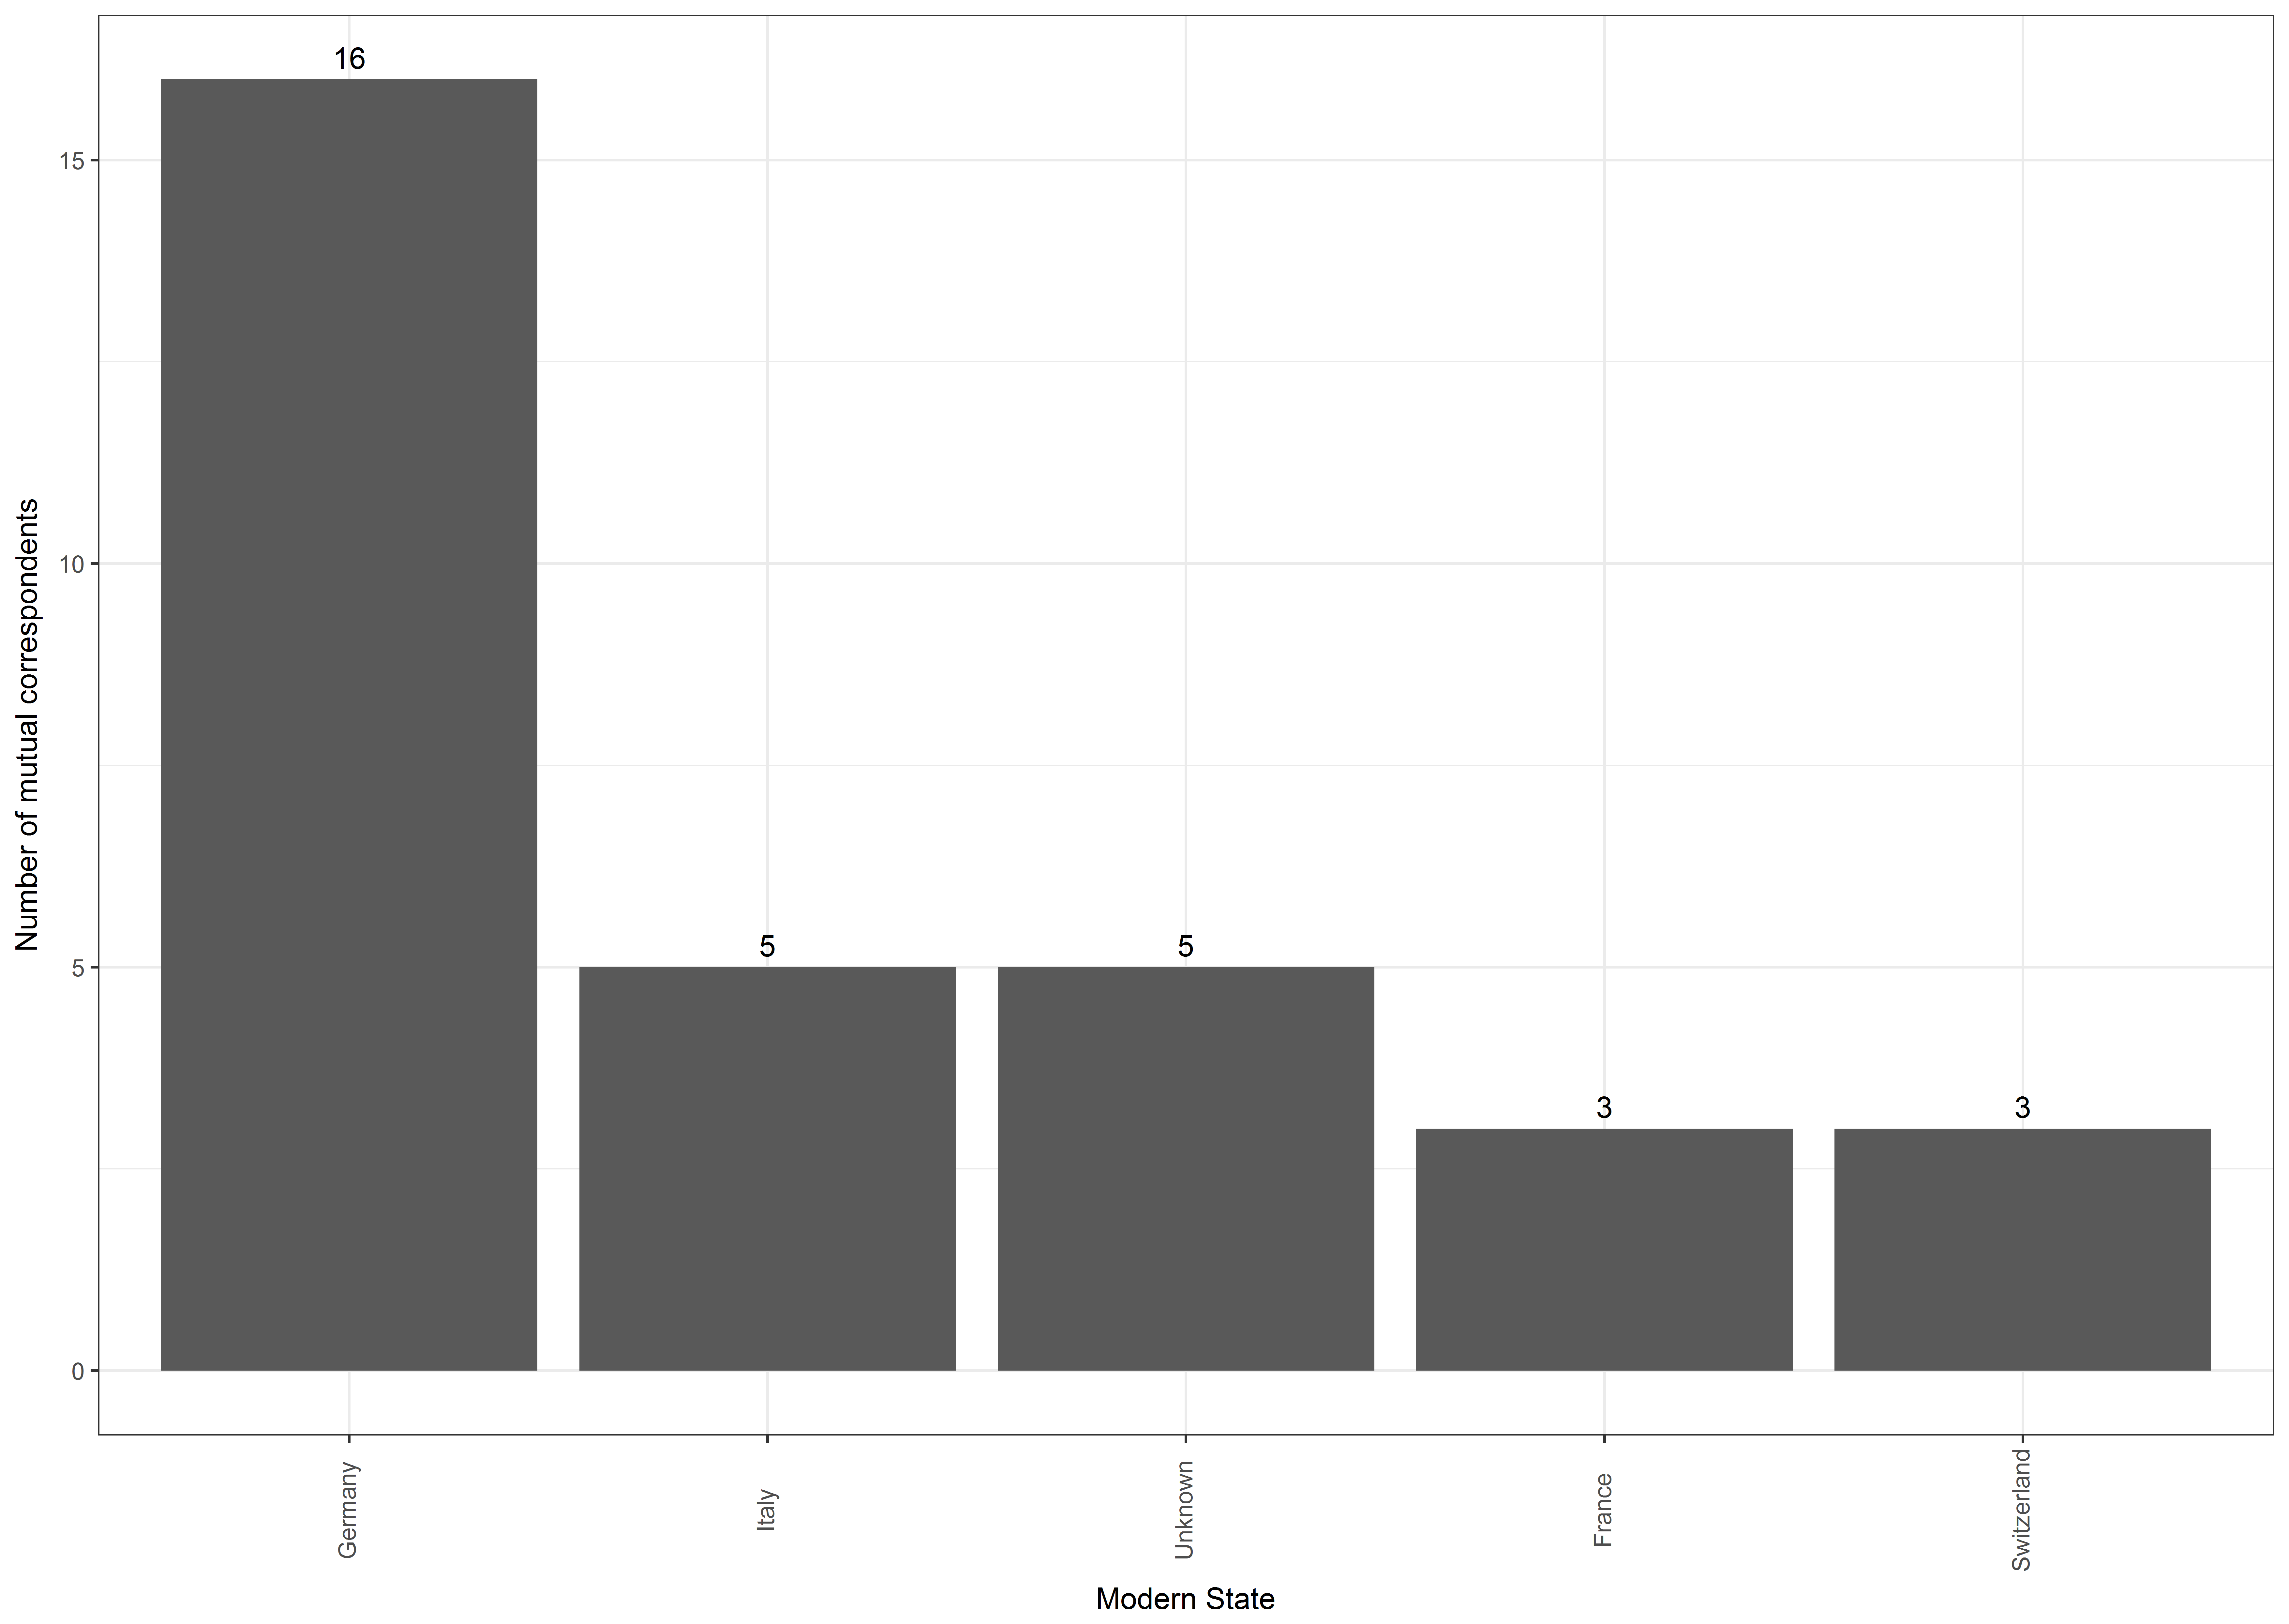 Number of mutual correspondents
15
10
5
0
16
5
5
3
3
Germany
Italy
Unknown
France
Switzerland
Modern State